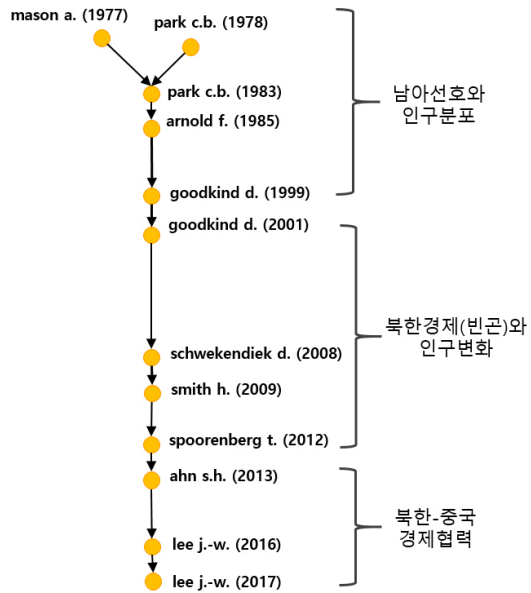 mason a. (1977)
park c.b. (1978)
park c.b. (1983)
arnold f. (1985)
goodkind d. (1999)
남아선호와
인구분포
goodkind d. (2001)
schwekendiek d. (2008)
smith h. (2009)
spoorenberg t. (2012)
북한경제(빈곤)와
인구변화
ahn s.h. (2013)
lee j.-w. (2016)
lee j.-w. (2017)
북한-중국
경제협력